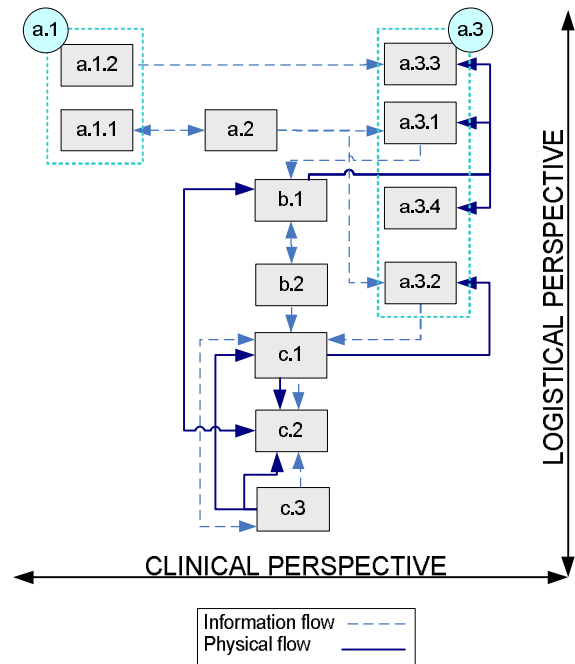 a.1
a.3
a.1.2
a.3.3
a.1.1
a.2
a.3.1
b.1
a.3.4
b.2
a.3.2
c.1
c.2
c.3
LOGISTICAL PERSPECTIVE
CLINICAL PERSPECTIVE
Information flow
Physical flow